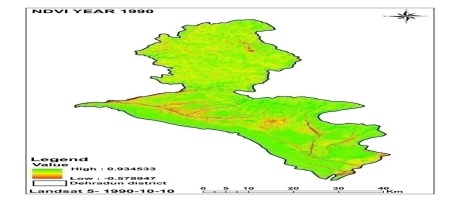 NDVI YEAR 1990
Legend
Value
High : 0.934533
Low : -0.578947
Dehradun district
Landsat 5- 1990-10-10
0 5 10 20 30 40 Km